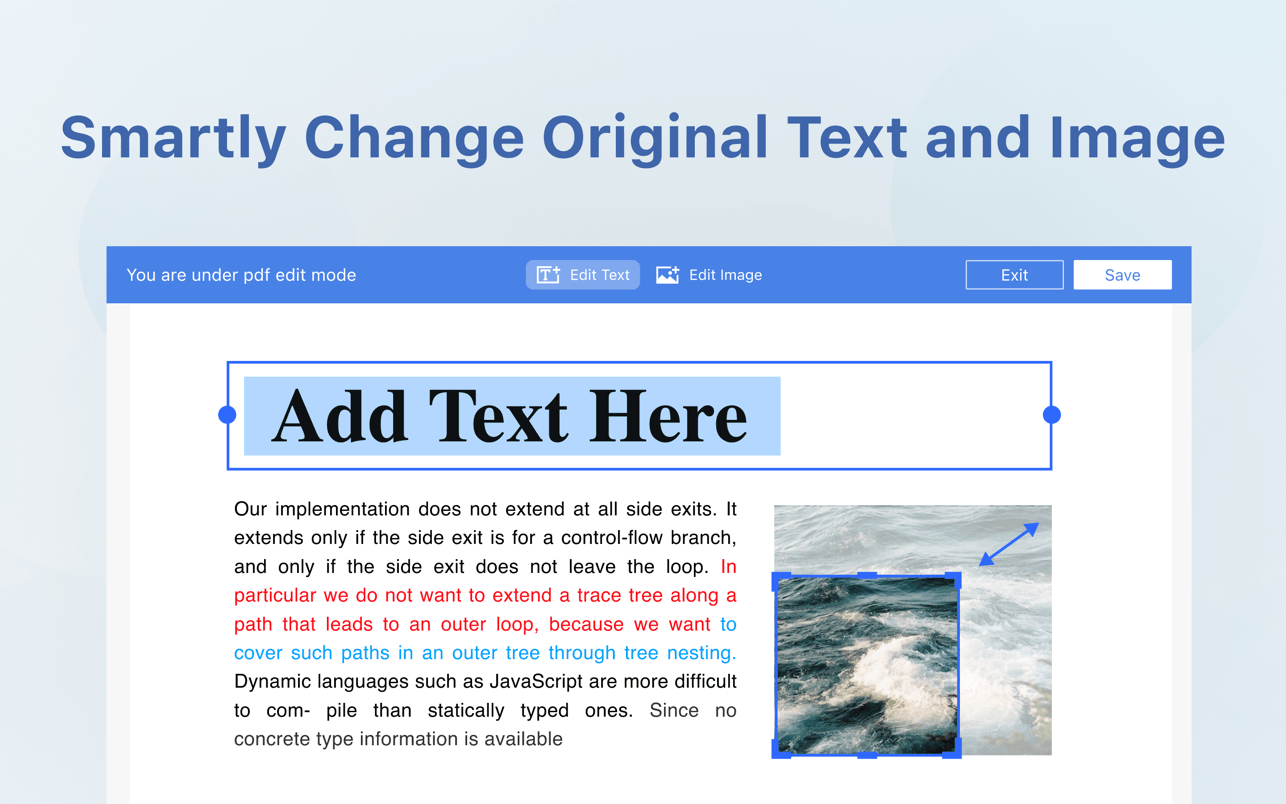 Smartly Change Original Text and Image
You are under pdf edit mode
Edit Text
Edit Image
Exit
Save
Add Text Here
Our implementation does not extend at all side exits. It
extends only if the side exit is for a control-flow branch,
and only if the side exit does not leave the loop. In
particular we do not want to extend a trace tree along a
path that leads to an outer loop, because we want to
cover such paths in an outer tree through tree nesting.
Dynamic languages such as JavaScript are more difficult
to com- pile than statically typed ones. Since no
concrete type information is available